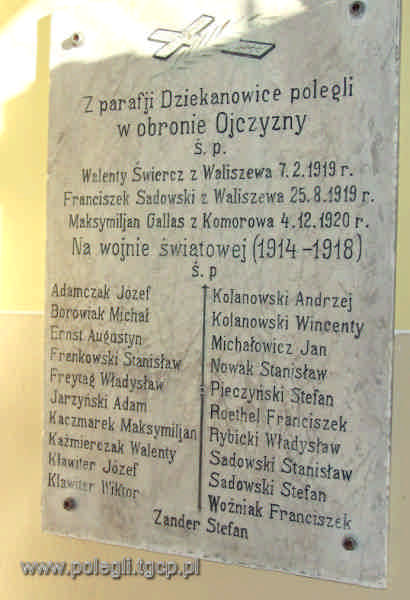 Z parafji Dziekanowice polegli
w obronie Ojczyzny
ś. p.
Walenty Świercz z Waliszewa 7.2.1919 r.
Franciszek Sadowski z Waliszewa 25.8.1919 r.
Maksymiljan Gallas z Komorowa 4.12.1920 r.
Na wojnie światowej (1914-1918)
ś. p
Adamczak Józef
Borowiak Michał
Ernst Augustyn
Frankowski Stanisław
Freytag Władysław
Jarzyński Adam
Kaczmarek Maksymiljan
Kaźmierczak Walenty
Klawiter Józef
Klawiter Wiktor
Kolanowski Andrzej
Kolanowski Wincenty
Michałowicz Jan
Nowak Stanisław
Pieczyński Stefan
Roethel Franciszek
Rybicki Władysław
Sadowski Stanisław
Sadowski Stefan
Woźniak Franciszek
Zander Stefan
www.polegli.tgcp.pl